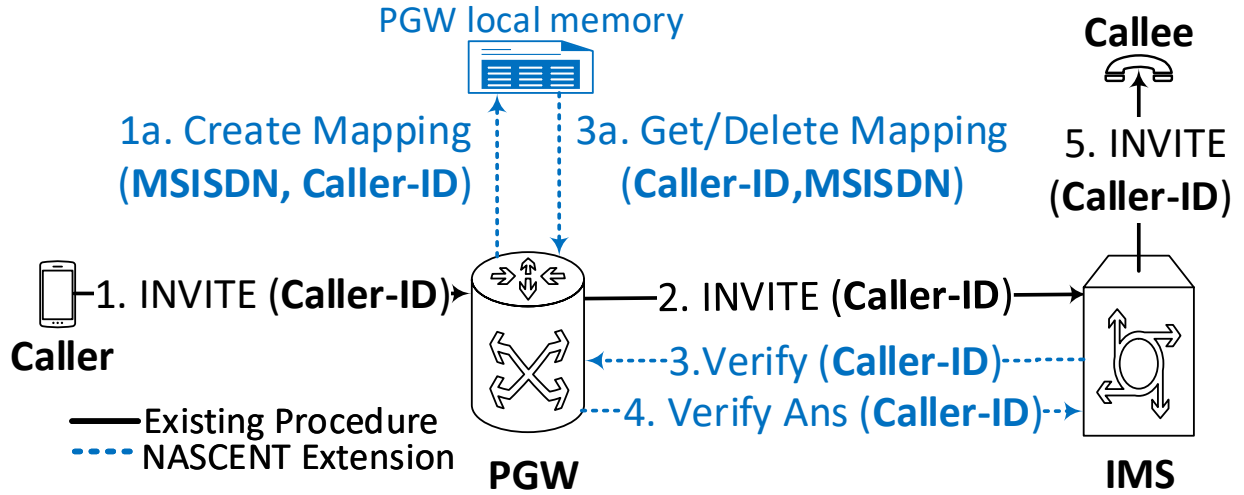 PGW local memory
Callee
1a. Create Mapping
(MSISDN, Caller-ID)
3a. Get/Delete Mapping
(Caller-ID,MSISDN)
5. INVITE
(Caller-ID)
1. INVITE (Caller-ID)
2. INVITE (Caller-ID)
Caller
3.Verify (Caller-ID)
4. Verify Ans (Caller-ID)
Existing Procedure
NASCENT Extension
PGW
IMS